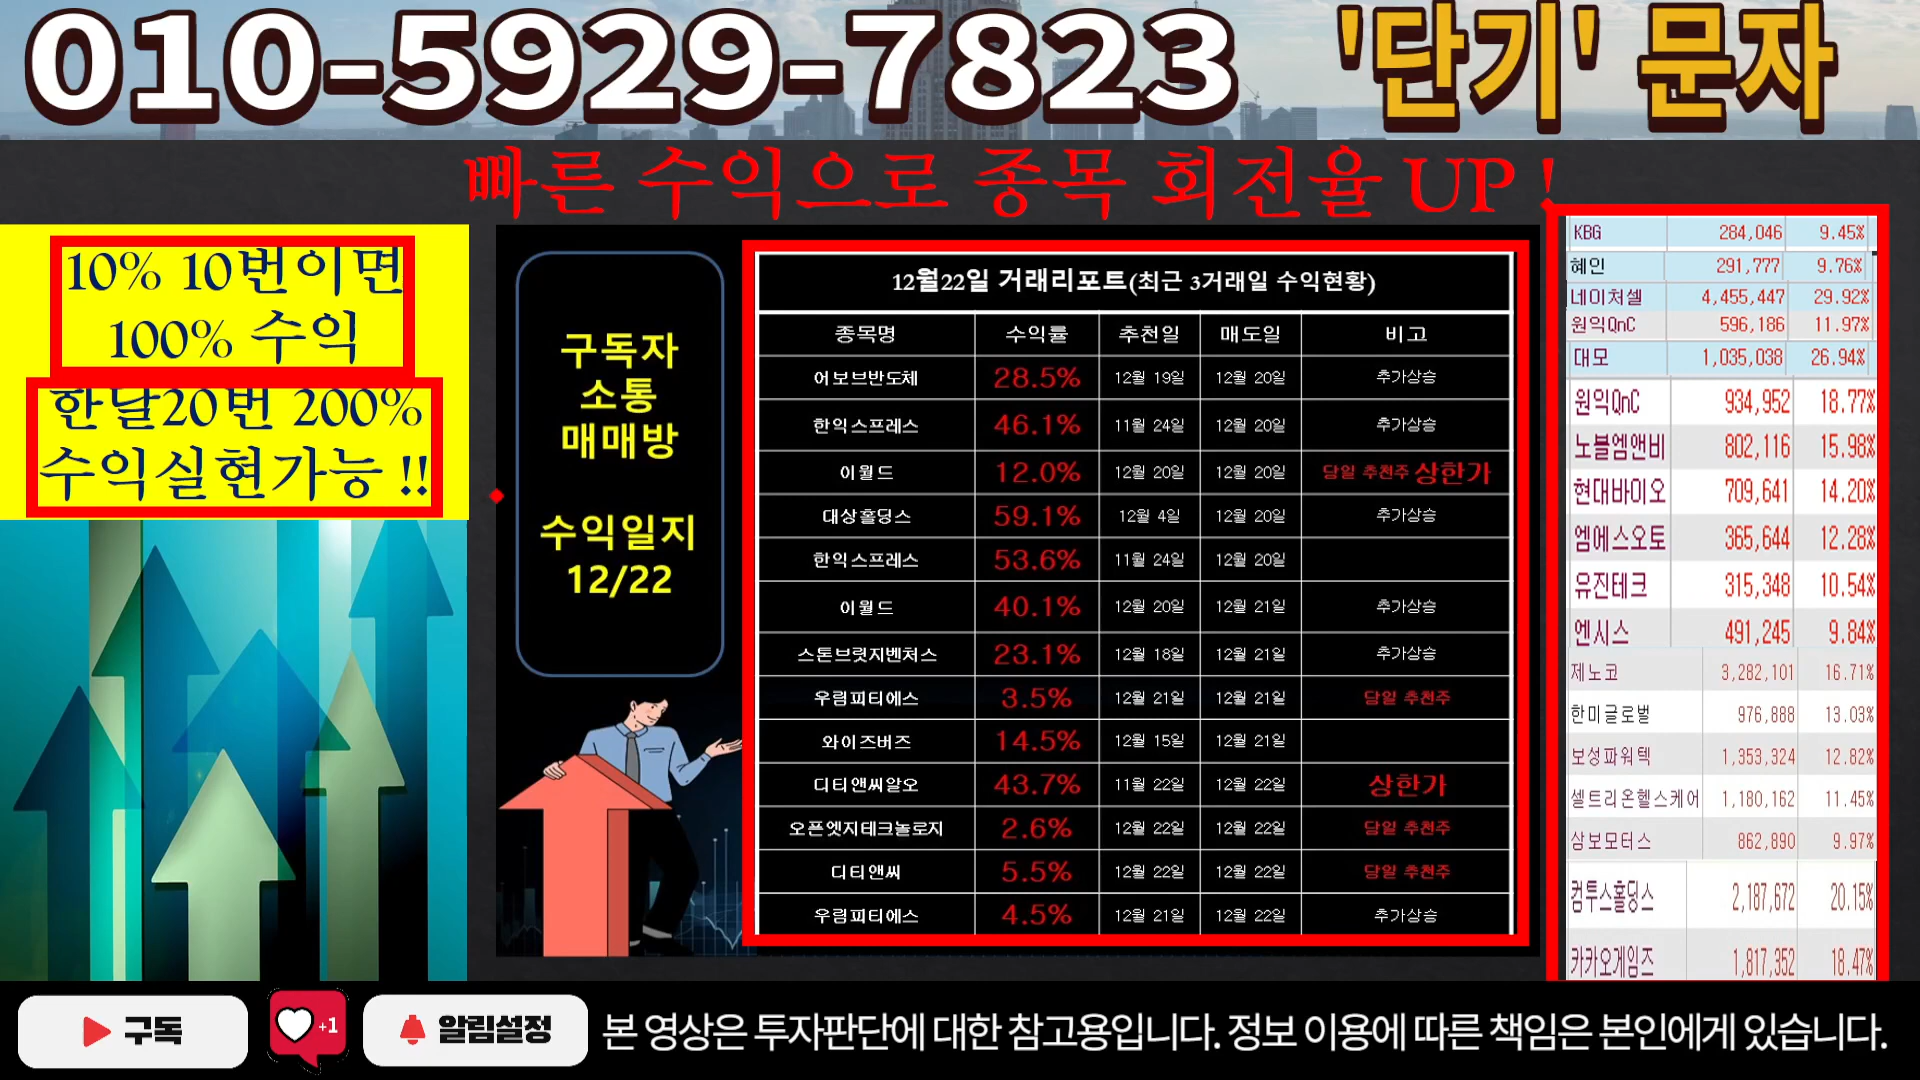 010-5929-7823 '단기' 문자
빠른 수익으로 종목 회전율 UP !
10% 10번이면
100% 수익
한달20번 200%
수익실현가능 !!
구독자
소통
매매방
수익일지
12/22
12월22일 거래리포트(최근 3거래일 수익현황)
종목명 수익률 추천일 매도일 비고
어보브반도체 28.5% 12월 19일 12월 20일 추가상승
한익스프레스 46.1% 11월 24일 12월 20일 추가상승
이월드 12.0% 12월 20일 12월 20일 당일 추천주 상한가
대상홀딩스 59.1% 12월 4일 12월 20일 추가상승
한익스프레스 53.6% 11월 24일 12월 20일
이월드 40.1% 12월 20일 12월 21일 추가상승
스톤브릿지벤처스 23.1% 12월 18일 12월 21일 추가상승
우림피티에스 3.5% 12월 21일 12월 21일 당일 추천주
와이즈버즈 14.5% 12월 15일 12월 21일
디티앤씨알오 43.7% 11월 22일 12월 22일 상한가
오픈엣지테크놀로지 2.6% 12월 22일 12월 22일 당일 추천주
디티앤씨 5.5% 12월 22일 12월 22일 당일 추천주
우림피티에스 4.5% 12월 21일 12월 22일 추가상승
KBG 284,046 9.45%
혜인 291,777 9.76%
네이처셀 4,455,447 29.92%
원익QnC 596,186 11.97%
대모 1,035,038 26.94%
원익QnC 934,952 18.77%
노블엠앤비 802,116 15.98%
현대바이오 709,641 14.20%
엠에스오토 365,644 12.28%
유진테크 315,348 10.54%
엔시스 491,245 9.84%
제노코 3,282,101 16.71%
한미글로벌 976,888 13.03%
보성파워텍 1,353,324 12.82%
셀트리온헬스케어 1,180,162 11.45%
상보모터스 862,890 9.97%
컴투스홀딩스 2,187,672 20.15%
카카오게임즈 1,817,352 18.47%
구독 +1 알림설정 본 영상은 투자판단에 대한 참고용입니다. 정보 이용에 따른 책임은 본인에게 있습니다.